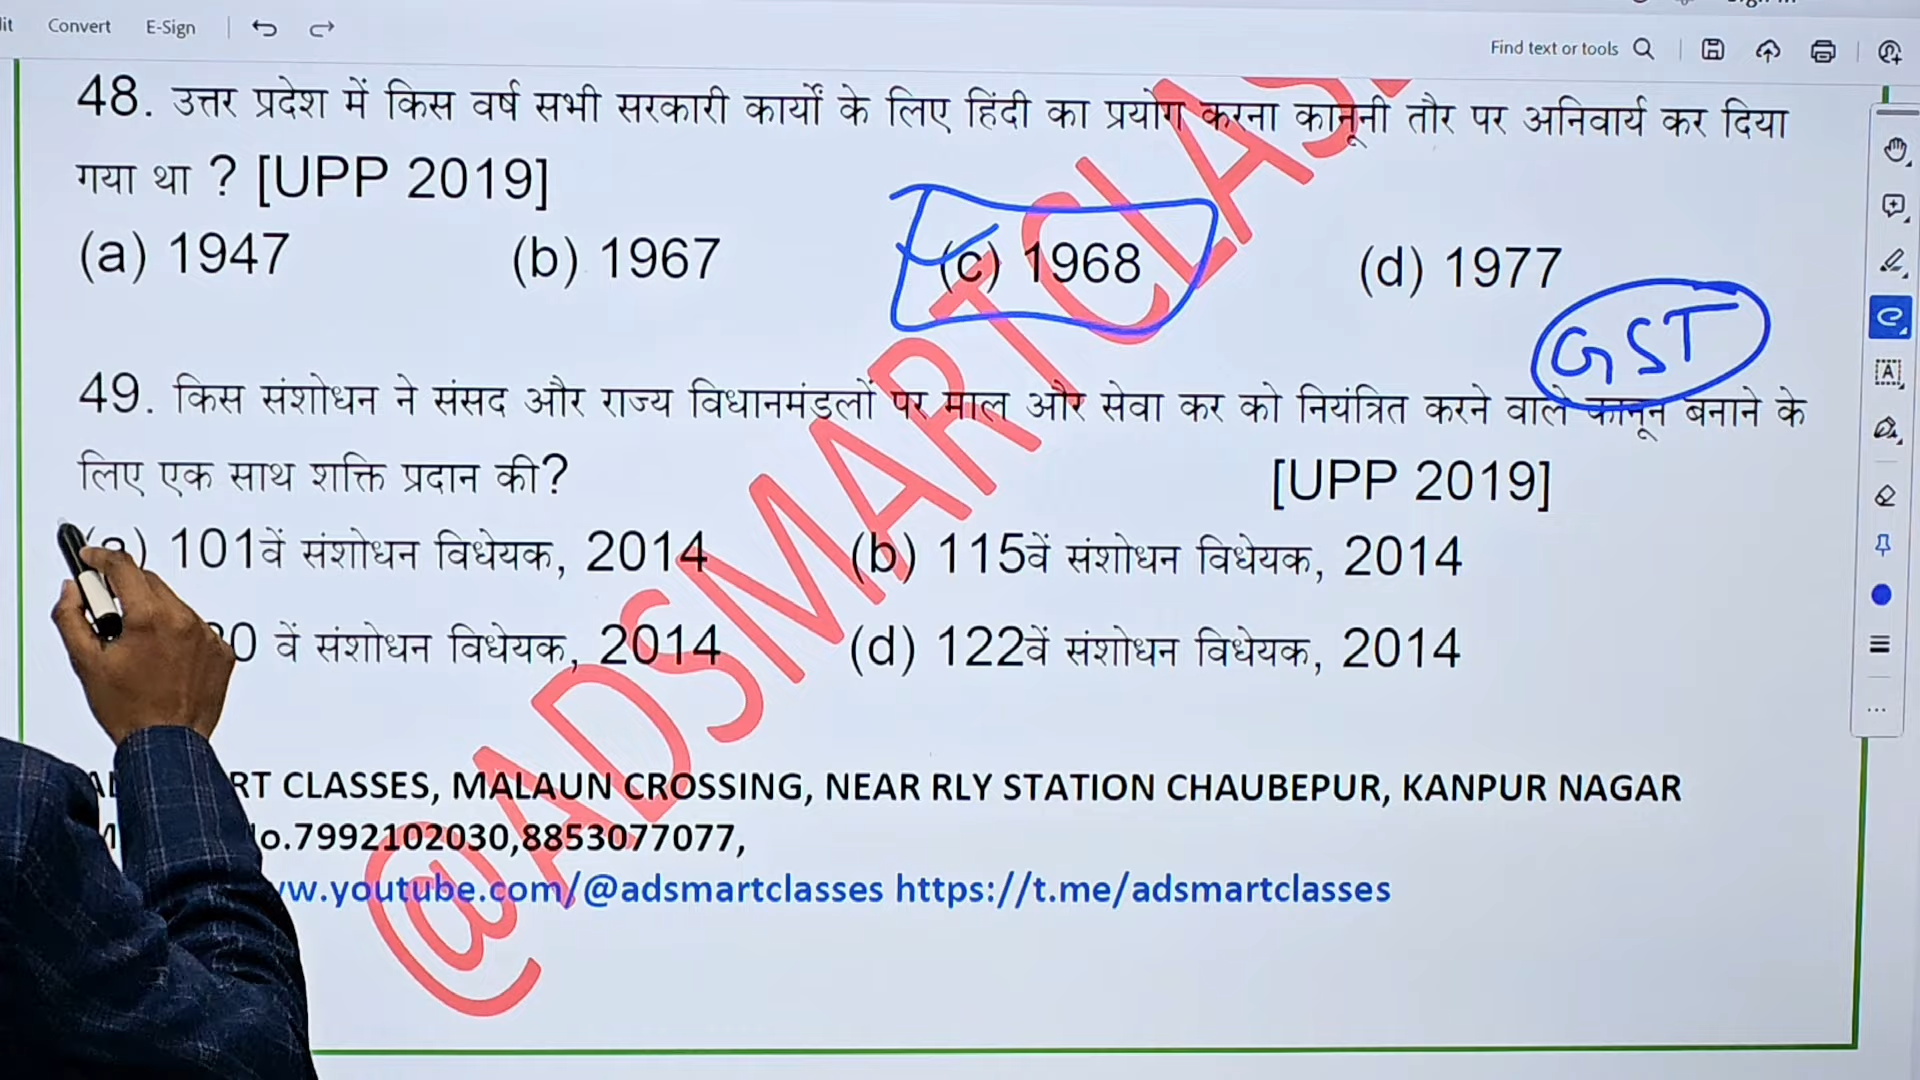 Convert E-Sign
Find text or tools
48. उत्तर प्रदेश में किस वर्ष सभी सरकारी कार्यों के लिए हिंदी का प्रयोग करना कानूनी तौर पर अनिवार्य कर दिया
गया था ? [UPP 2019]
(a) 1947 (b) 1967 (c) 1968 (d) 1977
GST
49. किस संशोधन ने संसद और राज्य विधानमंडलों पर माल और सेवा कर को नियंत्रित करने वाले कानून बनाने के
लिए एक साथ शक्ति प्रदान की? [UPP 2019]
(a) 101वें संशोधन विधेयक, 2014 (b) 115वें संशोधन विधेयक, 2014
वें संशोधन विधेयक, 2014 (d) 122वें संशोधन विधेयक, 2014
@ADSMARTCLAS
CLASSES, MALAUN CROSSING, NEAR RLY STATION CHAUBEPUR, KANPUR NAGAR
7992102030,8853077077,
youtube.com/@adsmartclasses https://t.me/adsmartclasses